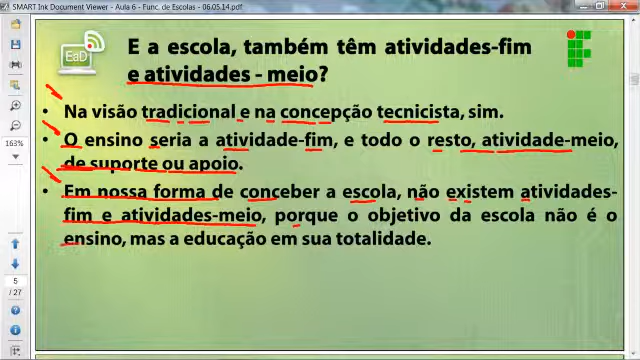 SMART Ink Document Viewer - Aula 6 - Func. de Escolas - 06.05.14.pdf
EaD
E a escola, também têm atividades-fim
e atividades - meio?
• Na visão tradicional e na concepção tecnicista, sim.
• O ensino seria a atividade-fim, e todo o resto, atividade-meio,
de suporte ou apoio.
• Em nossa forma de conceber a escola, não existem atividades-
fim e atividades-meio, porque o objetivo da escola não é o
ensino, mas a educação em sua totalidade.
163%
5
/ 27